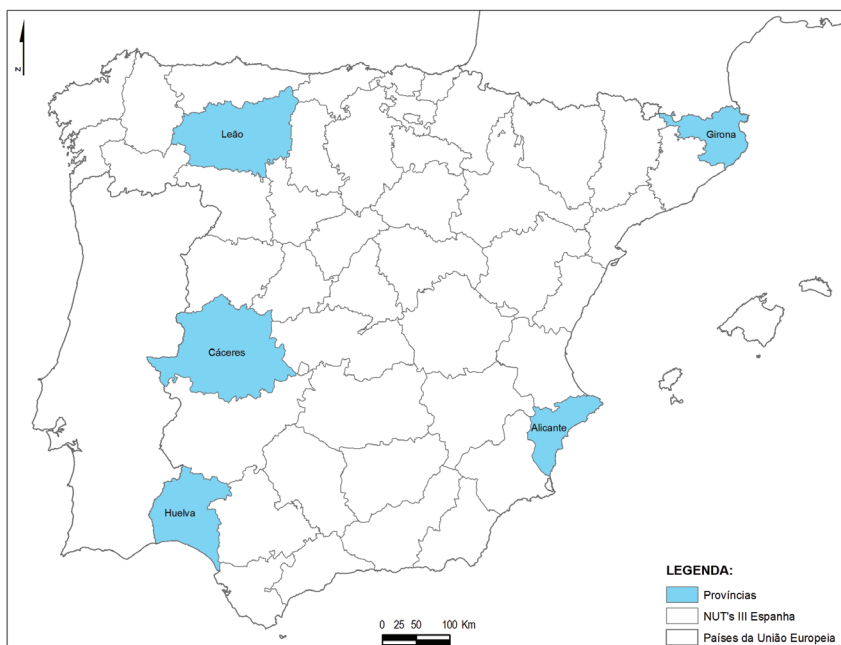 N
Leão
Girona
Cáceres
Alicante
Huelva
LEGENDA:
Províncias
NUT's III Espanha
Países da União Europeia
0 25 50 100 Km